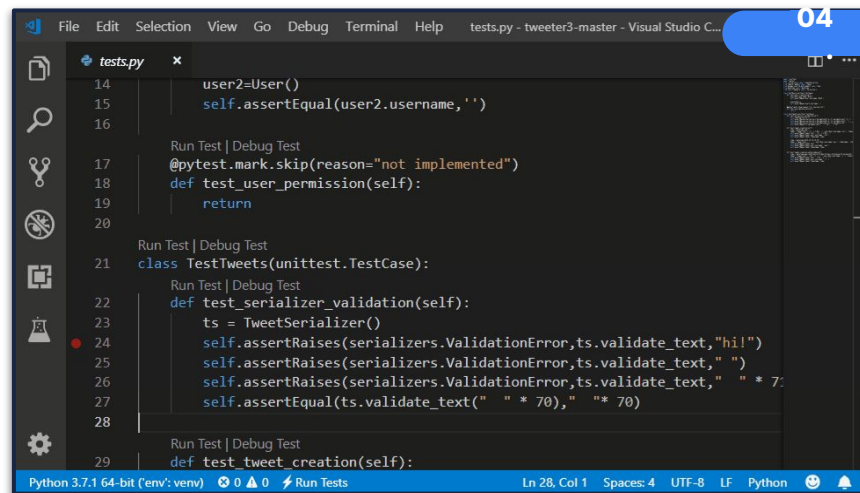 File Edit Selection View Go Debug Terminal Help tests.py - tweeter3-master - Visual Studio C...
04
.
tests.py ×
14 user2=User()
15 self.assertEqual(user2.username,'')
16
Run Test | Debug Test
17 @pytest.mark.skip(reason="not implemented")
18 def test_user_permission(self):
19 return
20
Run Test | Debug Test
21 class TestTweets(unittest.TestCase):
Run Test | Debug Test
22 def test_serializer_validation(self):
23 ts = TweetSerializer()
24 self.assertRaises(serializers.ValidationError,ts.validate_text,"hi!")
25 self.assertRaises(serializers.ValidationError,ts.validate_text," ")
26 self.assertRaises(serializers.ValidationError,ts.validate_text,"  " * 71
27 self.assertEqual(ts.validate_text("  " * 70),"  "* 70)
28
Run Test | Debug Test
29 def test_tweet_creation(self):
Python 3.7.1 64-bit ('env': venv) 0 0 Run Tests Ln 28, Col 1 Spaces: 4 UTF-8 LF Python